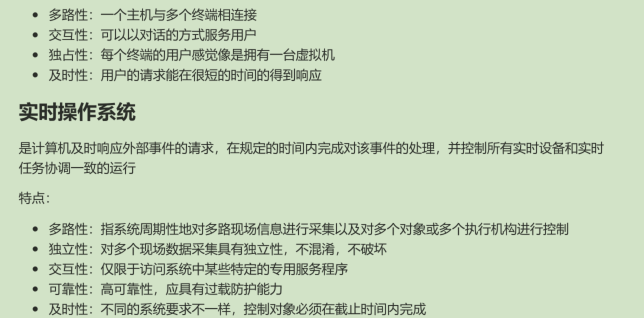 • 多路性：一个主机与多个终端相连接
• 交互性：可以以对话的方式服务用户
• 独占性：每个终端的用户感觉像是拥有一台虚拟机
• 及时性：用户的请求能在很短的时间的得到响应
实时操作系统
是计算机及时响应外部事件的请求，在规定的时间内完成对该事件的处理，并控制所有实时设备和实时
任务协调一致的运行
特点：
• 多路性：指系统周期性地对多路现场信息进行采集以及对多个对象或多个执行机构进行控制
• 独立性：对多个现场数据采集具有独立性，不混淆，不破坏
• 交互性：仅限于访问系统中某些特定的专用服务程序
• 可靠性：高可靠性，应具有过载防护能力
• 及时性：不同的系统要求不一样，控制对象必须在截止时间内完成